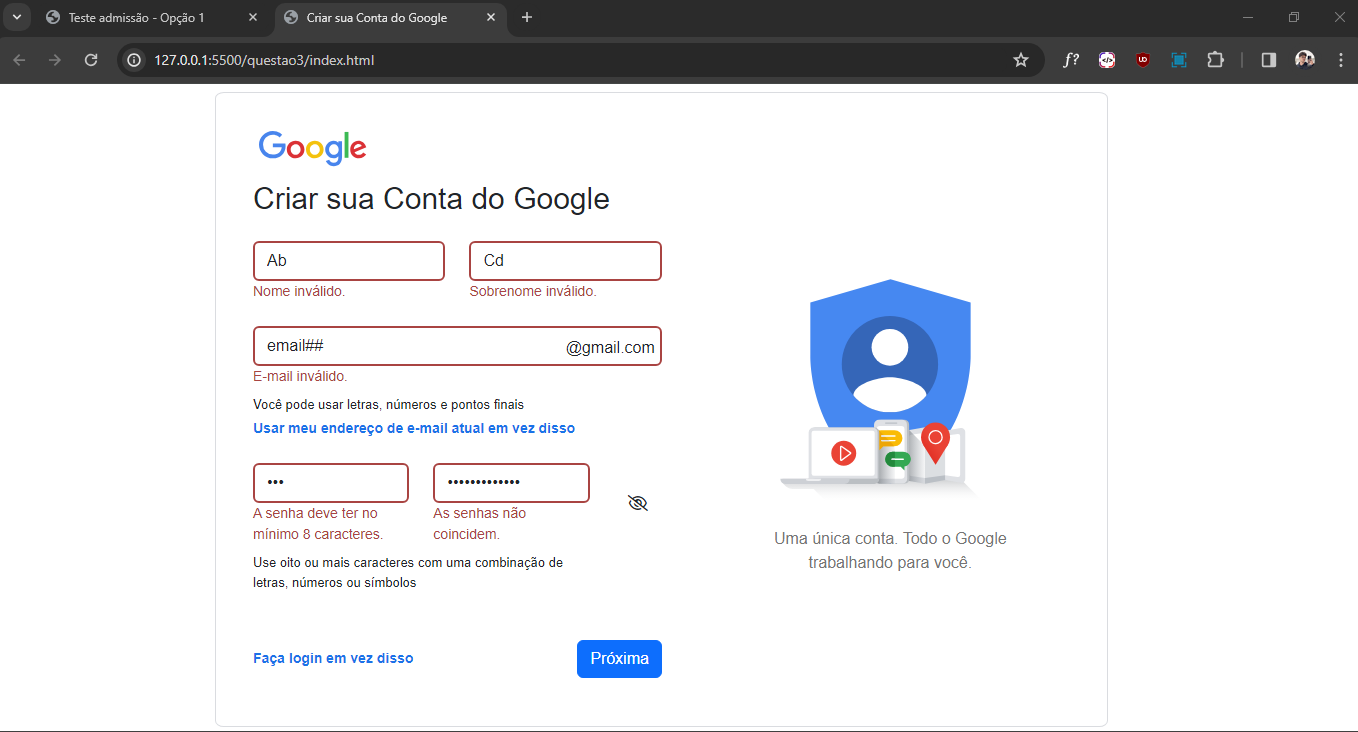 Teste admissão - Opção 1
Criar sua Conta do Google
127.0.0.1:5500/questao3/index.html
f?
</>
UD
Google
Criar sua Conta do Google
Ab Cd
Nome inválido. Sobrenome inválido.
email## @gmail.com
E-mail inválido.
Você pode usar letras, números e pontos finais
Usar meu endereço de e-mail atual em vez disso
••• •••••••••••••
A senha deve ter no
mínimo 8 caracteres.
As senhas não
coincidem.
Use oito ou mais caracteres com uma combinação de
letras, números ou símbolos
Faça login em vez disso
Próxima
Uma única conta. Todo o Google
trabalhando para você.